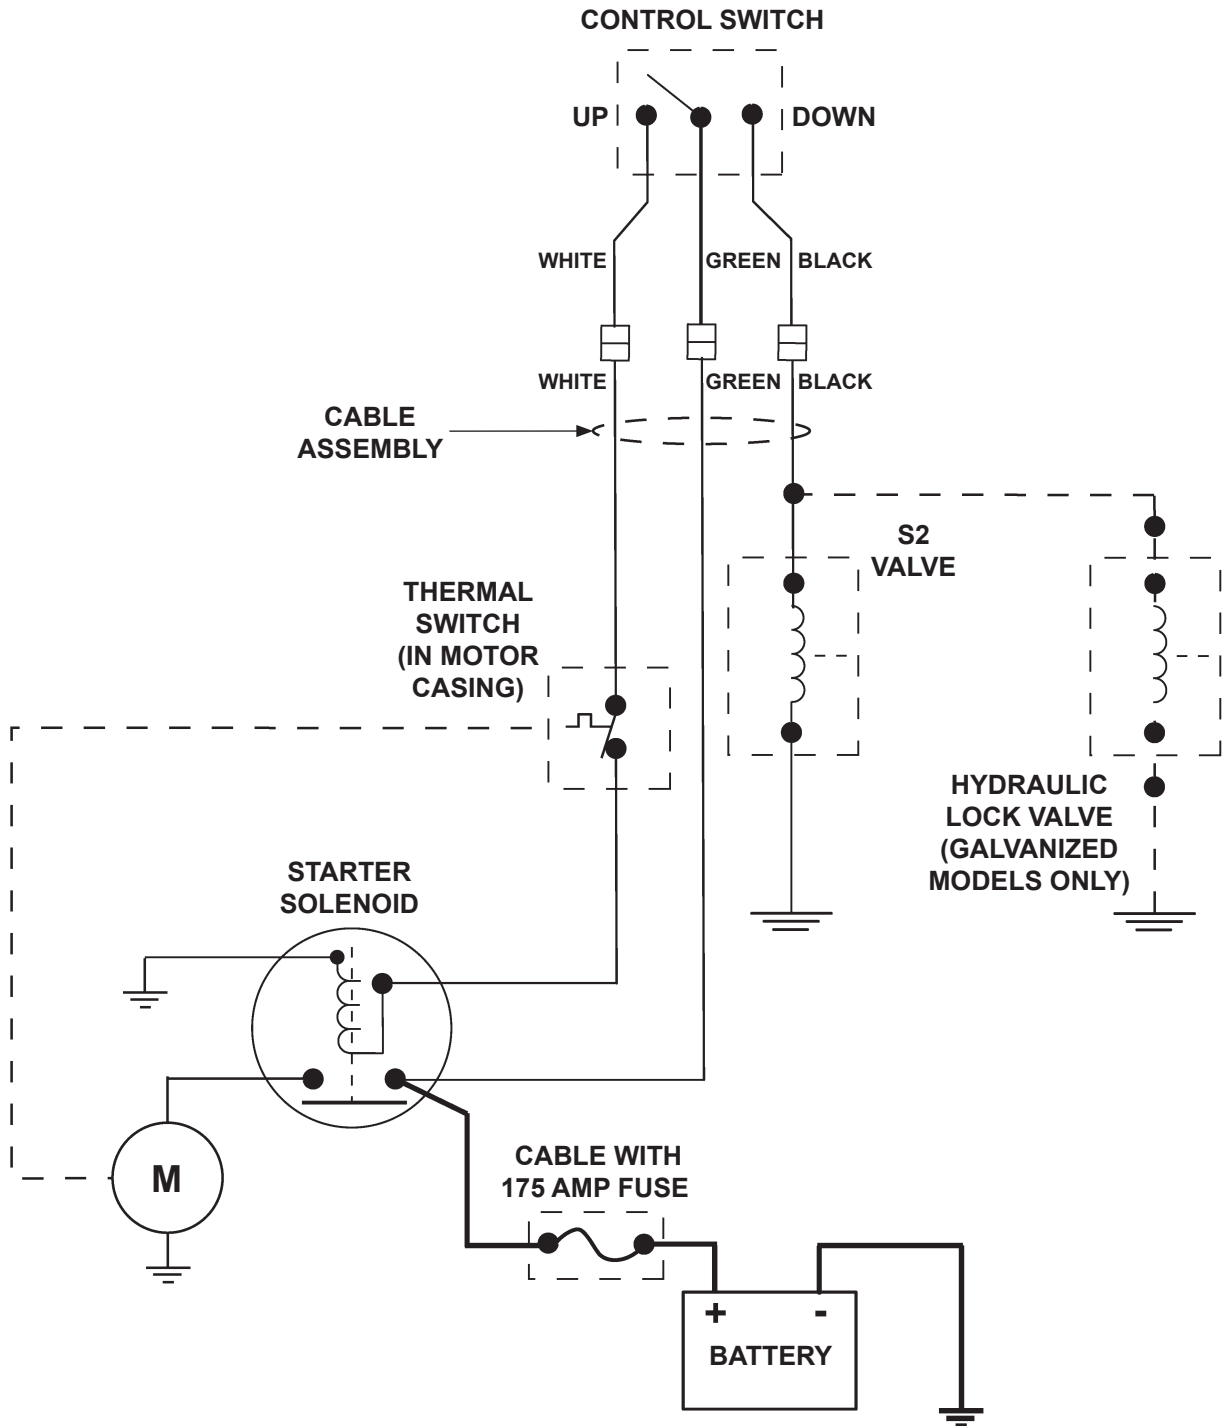 CONTROL SWITCH
UP
DOWN
WHITE
GREEN
BLACK
WHITE
GREEN
BLACK
CABLE
ASSEMBLY
S2
VALVE
THERMAL
SWITCH
(IN MOTOR
CASING)
HYDRAULIC
LOCK VALVE
(GALVANIZED
MODELS ONLY)
STARTER
SOLENOID
M
CABLE WITH
175 AMP FUSE
+
-
BATTERY